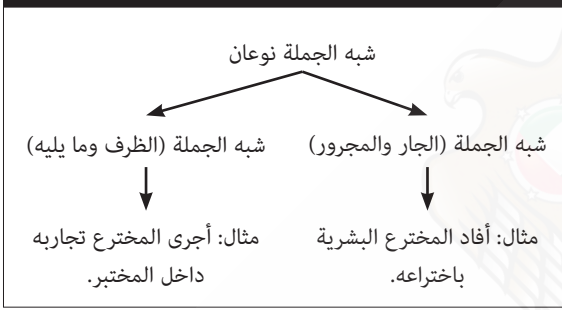 شبه الجملة نوعان
شبه الجملة (الجار والمجرور)
شبه الجملة (الظرف وما يليه)
مثال: أفاد المخترع البشرية
باختراعه.
مثال: أجرى المخترع تجاربه
داخل المختبر.